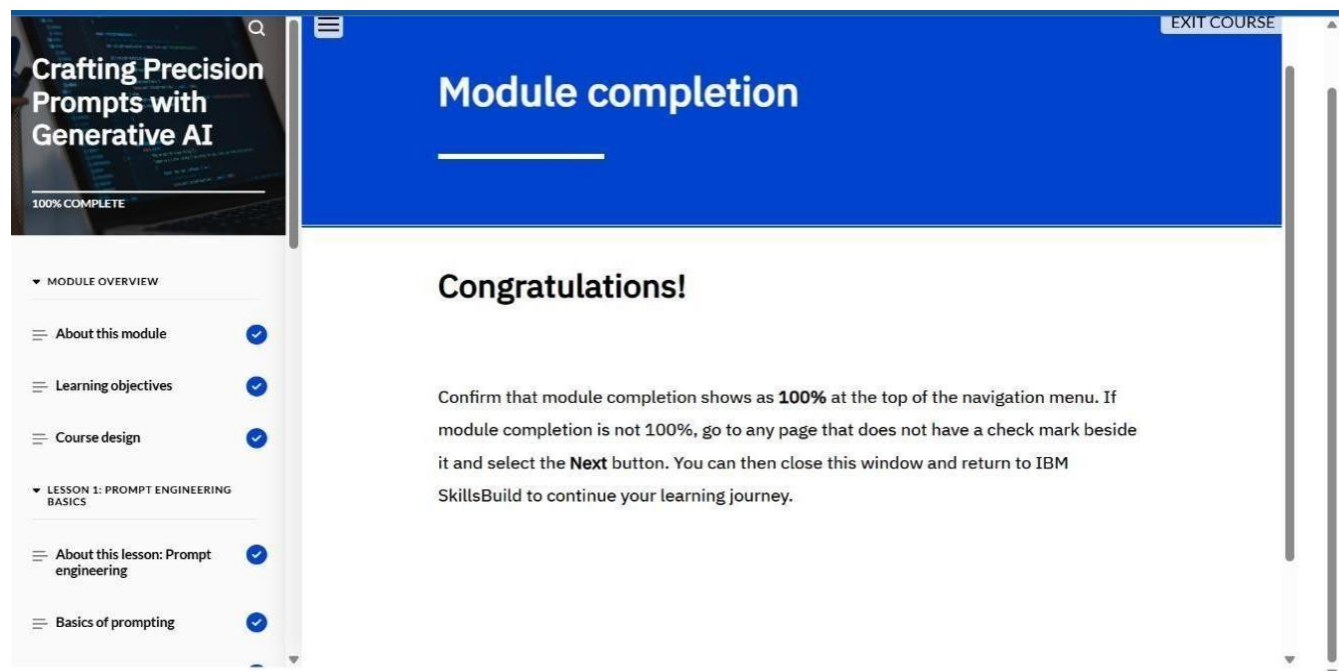 Crafting Precision
Prompts with
Generative AI
100% COMPLETE
MODULE OVERVIEW
About this module
Learning objectives
Course design
LESSON 1: PROMPT ENGINEERING
BASICS
About this lesson: Prompt
engineering
Basics of prompting
EXIT COURSE
Module completion
Congratulations!
Confirm that module completion shows as 100% at the top of the navigation menu. If
module completion is not 100%, go to any page that does not have a check mark beside
it and select the Next button. You can then close this window and return to IBM
SkillsBuild to continue your learning journey.